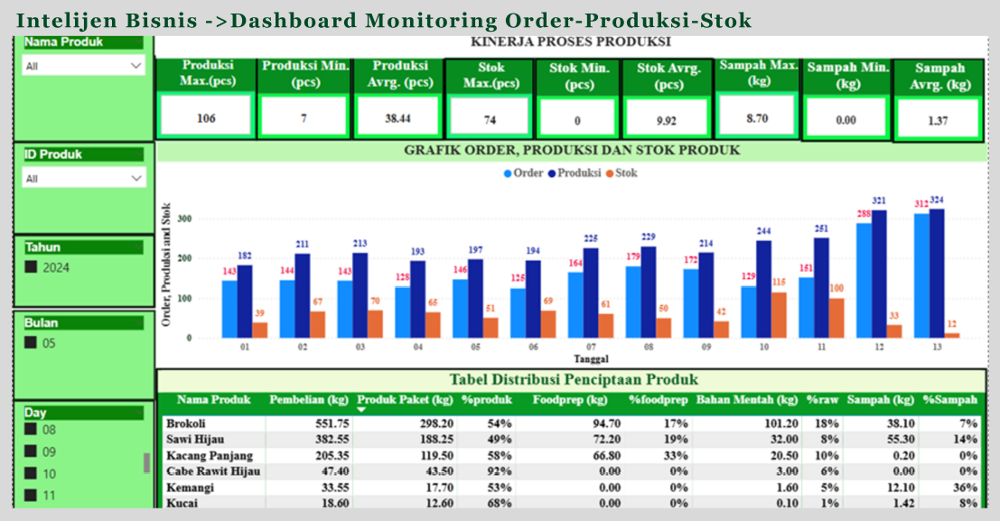 Intelijen Bisnis ->Dashboard Monitoring Order-Produksi-Stok
Nama Produk
All
ID Produk
All
Tahun
2024
Bulan
05
Day
08
09
10
11
KINERJA PROSES PRODUKSI
Produksi Max.(pcs) Produksi Min. (pcs) Produksi Avrg. (pcs) Stok Max.(pcs) Stok Min. (pcs) Stok Avrg. (pcs) Sampah Max. (kg) Sampah Min. (kg) Sampah Avrg. (kg)
106 7 38.44 74 0 9.92 8.70 0.00 1.37
GRAFIK ORDER, PRODUKSI DAN STOK PRODUK
Order Produksi Stok
Order, Produksi and Stok
300
200
100
0
143 182 39
144 211 67
143 213 70
128 193 65
146 197 51
125 194 69
164 225 61
179 229 50
172 214 42
129 244 115
151 251 100
288 321 33
312 324 12
01 02 03 04 05 06 07 08 09 10 11 12 13
Tanggal
Tabel Distribusi Penciptaan Produk
Nama Produk Pembelian (kg) Produk Paket (kg) %produk Foodprep (kg) %foodprep Bahan Mentah (kg) %raw Sampah (kg) %Sampah
Brokoli 551.75 298.20 54% 94.70 17% 101.20 18% 38.10 7%
Sawi Hijau 382.55 188.25 49% 72.20 19% 32.00 8% 55.30 14%
Kacang Panjang 205.35 119.50 58% 66.80 33% 20.50 10% 0.20 0%
Cabe Rawit Hijau 47.40 43.50 92% 0.00 0% 3.00 6% 0.00 0%
Kemangi 33.55 17.70 53% 0.00 0% 1.60 5% 12.10 36%
Kucai 18.60 12.60 68% 0.00 0% 0.10 1% 1.42 8%